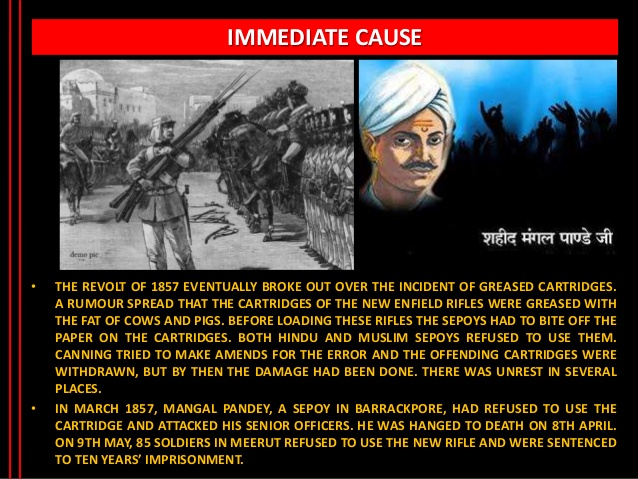 IMMEDIATE CAUSE
demo pic
शहीद मंगल पाण्डे जी
• THE REVOLT OF 1857 EVENTUALLY BROKE OUT OVER THE INCIDENT OF GREASED CARTRIDGES.
A RUMOUR SPREAD THAT THE CARTRIDGES OF THE NEW ENFIELD RIFLES WERE GREASED WITH
THE FAT OF COWS AND PIGS. BEFORE LOADING THESE RIFLES THE SEPOYS HAD TO BITE OFF THE
PAPER ON THE CARTRIDGES. BOTH HINDU AND MUSLIM SEPOYS REFUSED TO USE THEM.
CANNING TRIED TO MAKE AMENDS FOR THE ERROR AND THE OFFENDING CARTRIDGES WERE
WITHDRAWN, BUT BY THEN THE DAMAGE HAD BEEN DONE. THERE WAS UNREST IN SEVERAL
PLACES.
• IN MARCH 1857, MANGAL PANDEY, A SEPOY IN BARRACKPORE, HAD REFUSED TO USE THE
CARTRIDGE AND ATTACKED HIS SENIOR OFFICERS. HE WAS HANGED TO DEATH ON 8TH APRIL.
ON 9TH MAY, 85 SOLDIERS IN MEERUT REFUSED TO USE THE NEW RIFLE AND WERE SENTENCED
TO TEN YEARS' IMPRISONMENT.